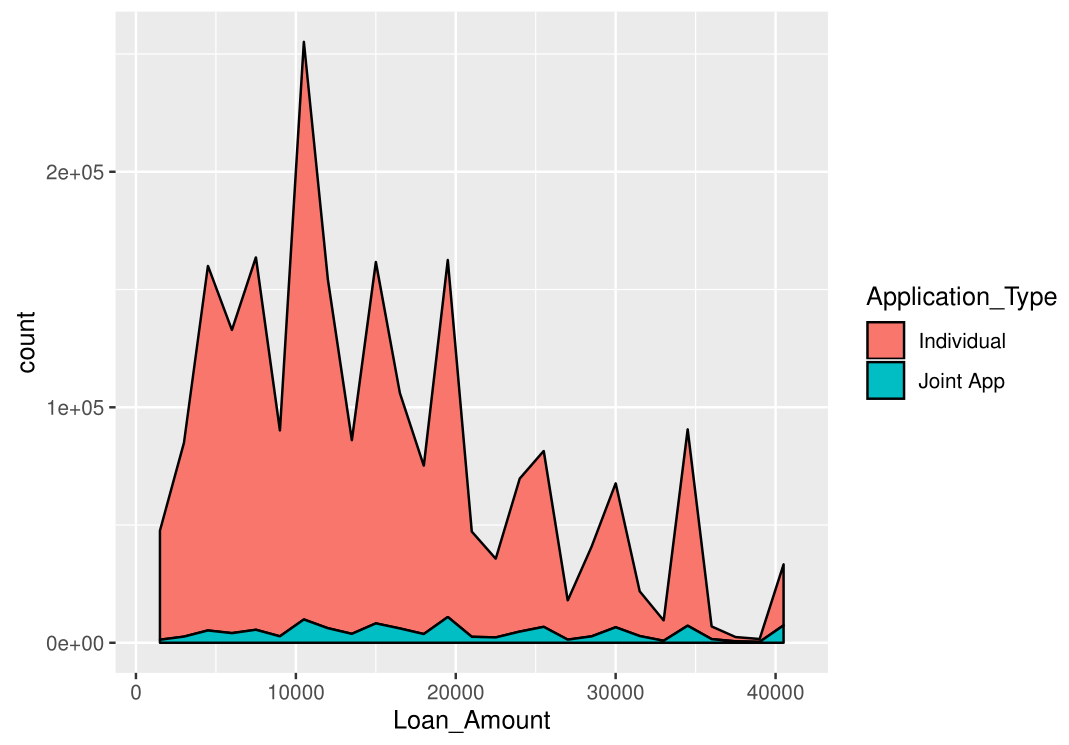 count
2e+05
1e+05
0e+00
0
10000
20000
30000
40000
Loan_Amount
Application_Type
Individual
Joint App